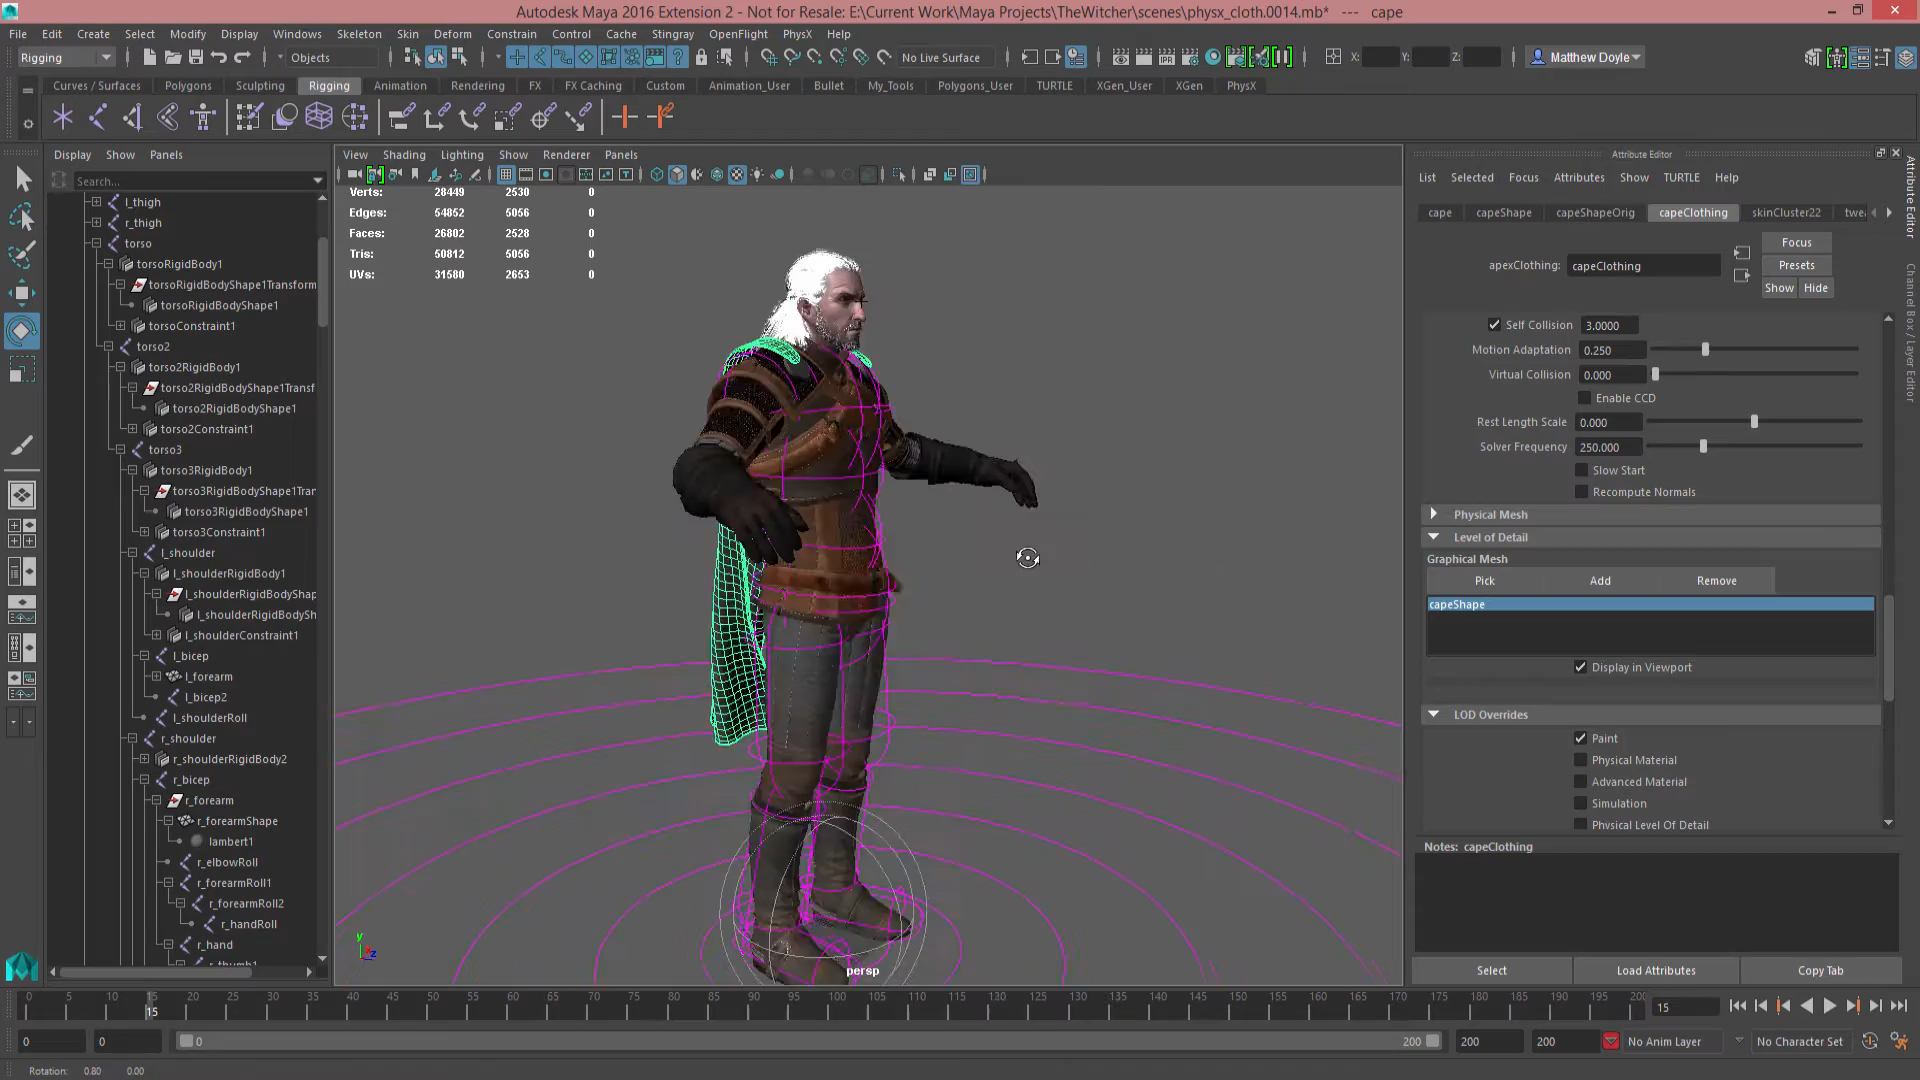 Autodesk Maya 2016 Extension 2 - Not for Resale: E:\Current Work\Maya Projects\TheWitcher\scenes\physx_cloth.0014.mb* --- cape
File Edit Create Select Modify Display Windows Skeleton Skin Deform Constrain Control Cache Stingray OpenFlight PhysX Help
Rigging Objects No Live Surface X: Y: Z: Matthew Doyle
Curves / Surfaces Polygons Sculpting Rigging Animation Rendering FX FX Caching Custom Animation_User Bullet My_Tools Polygons_User TURTLE XGen_User XGen PhysX
Display Show Panels
Search...
l_thigh
r_thigh
torso
torsoRigidBody1
torsoRigidBodyShape1Transform
torsoRigidBodyShape1
torsoConstraint1
torso2
torso2RigidBody1
torso2RigidBodyShape1Transf
torso2RigidBodyShape1
torso2Constraint1
torso3
torso3RigidBody1
torso3RigidBodyShape1Tran
torso3RigidBodyShape1
torso3Constraint1
l_shoulder
l_shoulderRigidBody1
l_shoulderRigidBodyShap
l_shoulderRigidBodySh
l_shoulderConstraint1
l_bicep
l_forearm
l_bicep2
l_shoulderRoll
r_shoulder
r_shoulderRigidBody2
r_bicep
r_forearm
r_forearmShape
lambert1
r_elbowRoll
r_forearmRoll1
r_forearmRoll2
r_handRoll
r_hand
r_thumb1
View Shading Lighting Show Renderer Panels
Verts: 28449 2530 0
Edges: 54852 5056 0
Faces: 26802 2528 0
Tris: 50812 5056 0
UVs: 31580 2653 0
y
z
persp
Attribute Editor
List Selected Focus Attributes Show TURTLE Help
cape capeShape capeShapeOrig capeClothing skinCluster22 twea
Focus
apexClothing: capeClothing Presets
Show Hide
Self Collision 3.0000
Motion Adaptation 0.250
Virtual Collision 0.000
Enable CCD
Rest Length Scale 0.000
Solver Frequency 250.000
Slow Start
Recompute Normals
Physical Mesh
Level of Detail
Graphical Mesh
Pick Add Remove
capeShape
Display in Viewport
LOD Overrides
Paint
Physical Material
Advanced Material
Simulation
Physical Level Of Detail
Notes: capeClothing
Select Load Attributes Copy Tab
Attribute Editor
Channel Box / Layer Editor
0 5 10 15 20 25 30 35 40 45 50 55 60 65 70 75 80 85 90 95 100 105 110 115 120 125 130 135 140 145 150 155 160 165 170 175 180 185 190 195 200
15 15
0 0 0 200 200 200 No Anim Layer No Character Set
Rotation: 0.80 0.00